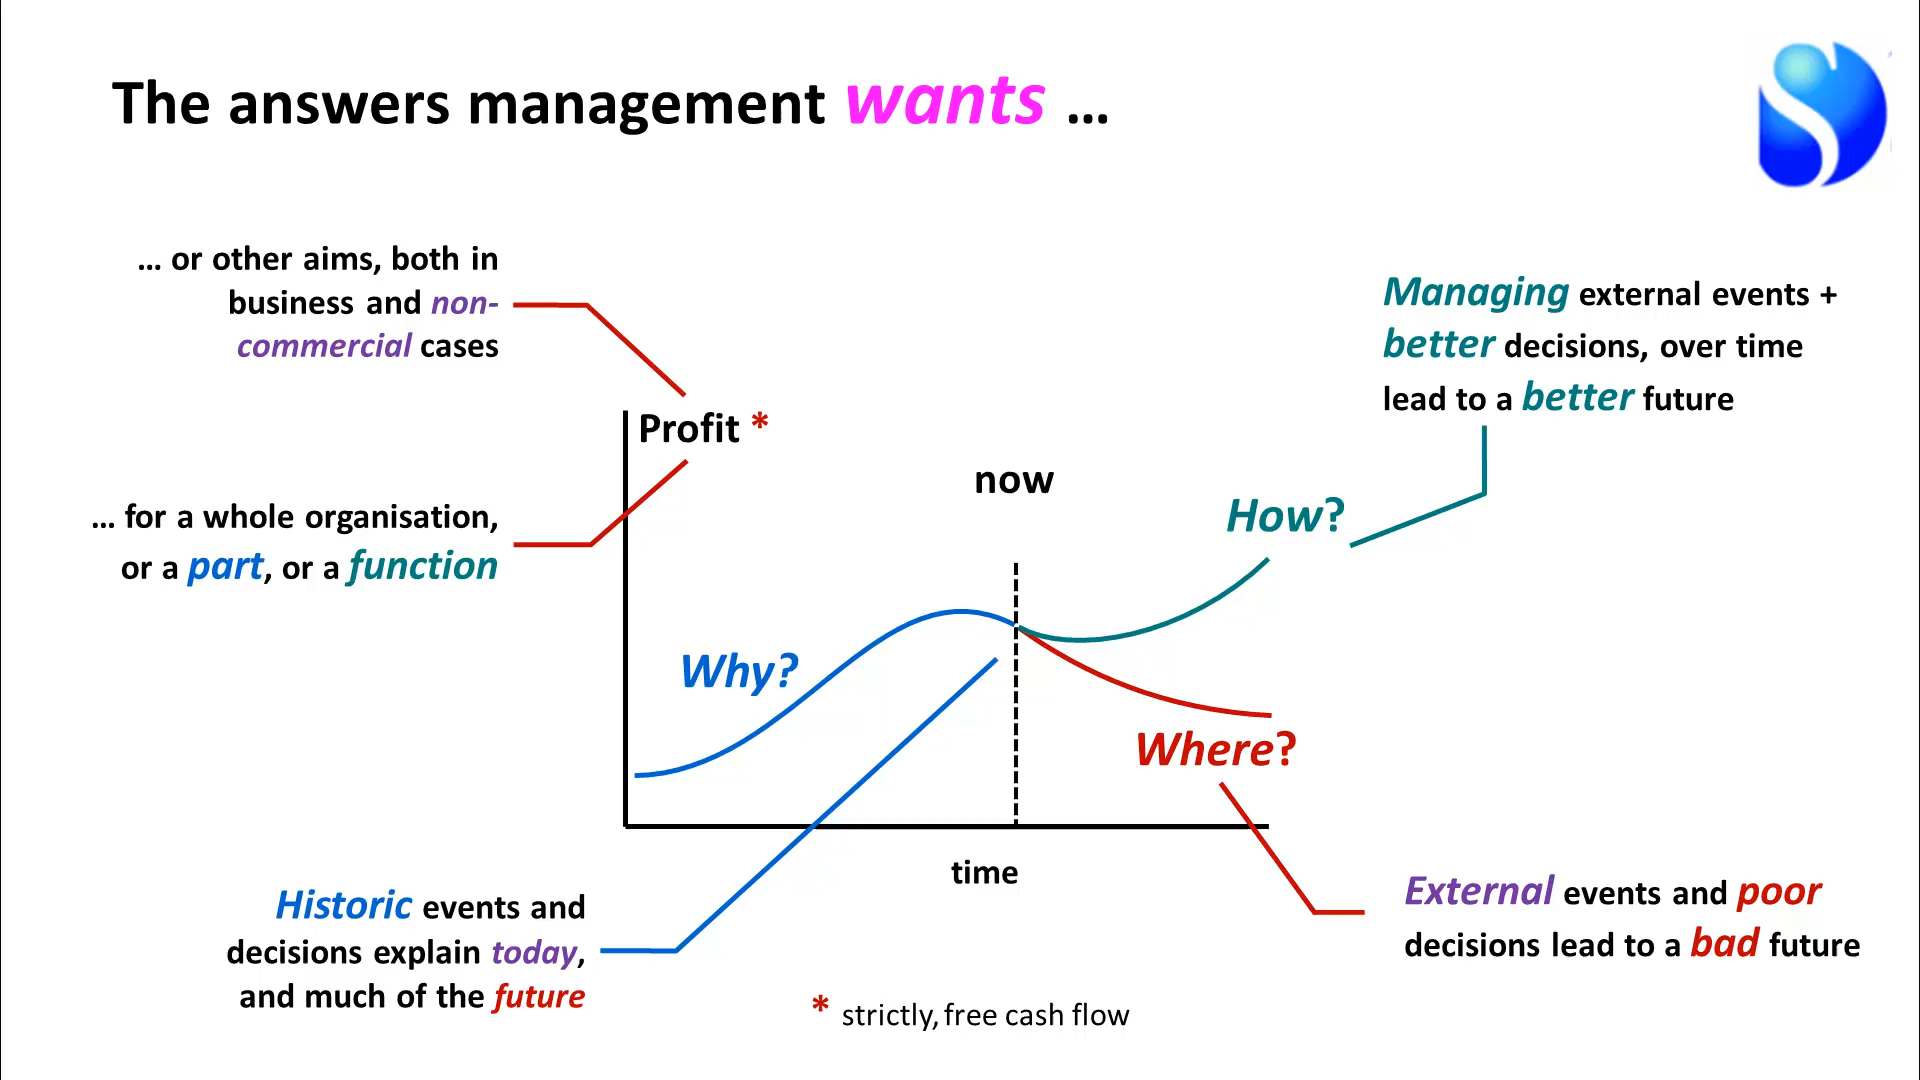 The answers management wants ...
... or other aims, both in
business and non-
commercial cases
Managing external events +
better decisions, over time
lead to a better future
Profit *
now
How?
... for a whole organisation,
or a part, or a function
Why?
Where?
time
Historic events and
decisions explain today,
and much of the future
External events and poor
decisions lead to a bad future
* strictly, free cash flow